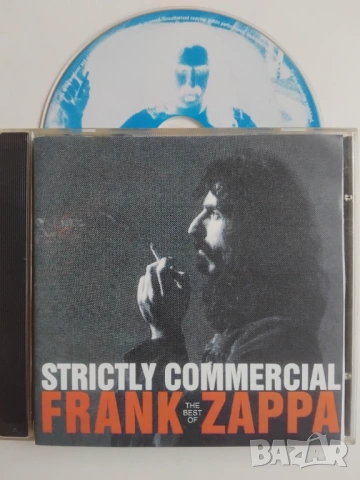 STRICTLY COMMERCIAL
FRANK THE BEST OF ZAPPA
BAZAR